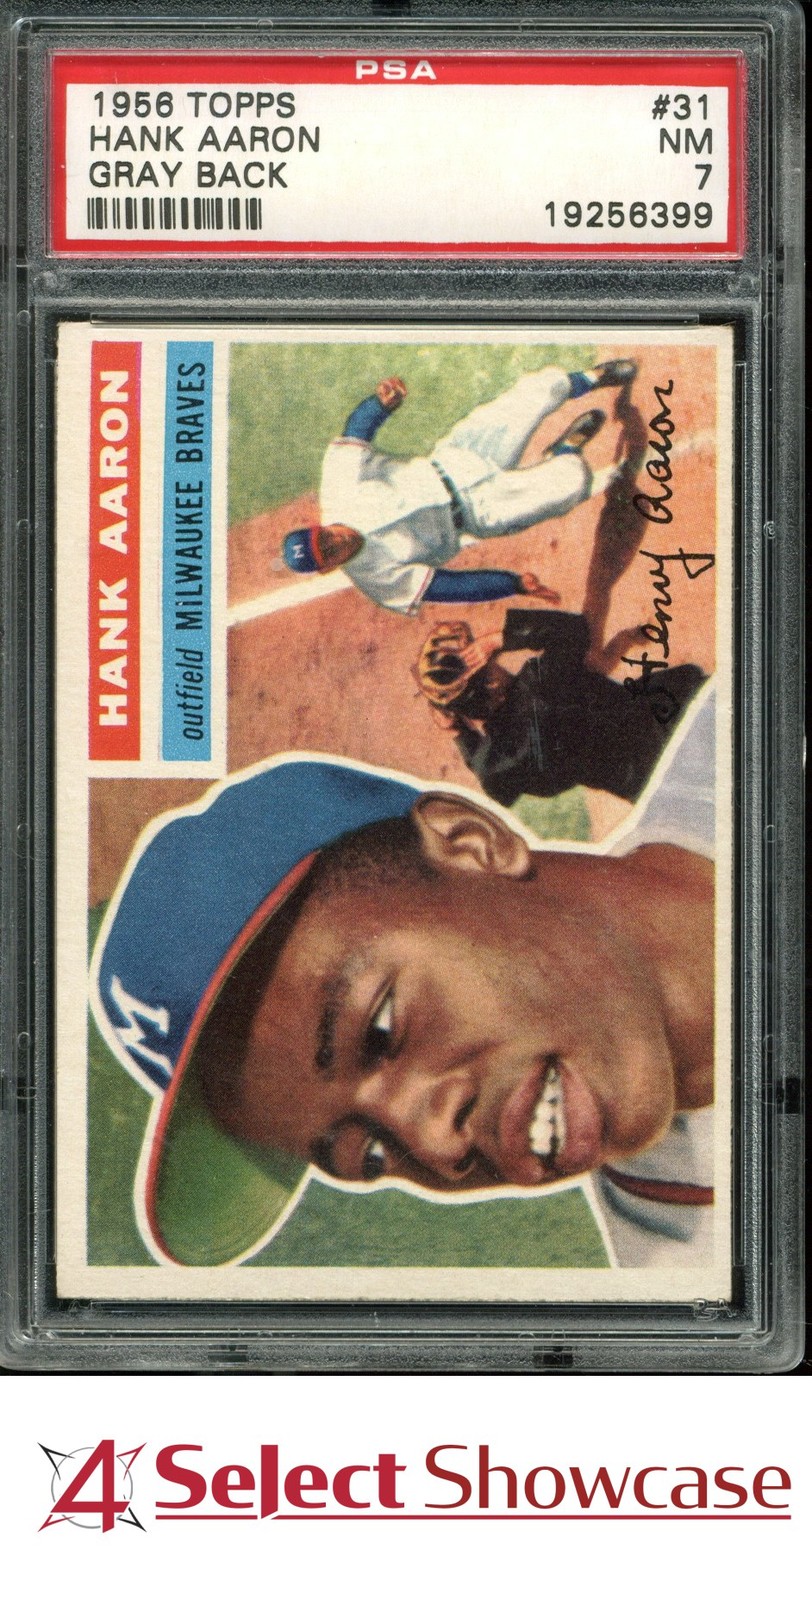 PSA
1956 TOPPS #31
HANK AARON NM
GRAY BACK 7
19256399
HANK AARON
outfield MILWAUKEE BRAVES
M
Henry Aaron
M
PSA
4 Select Showcase